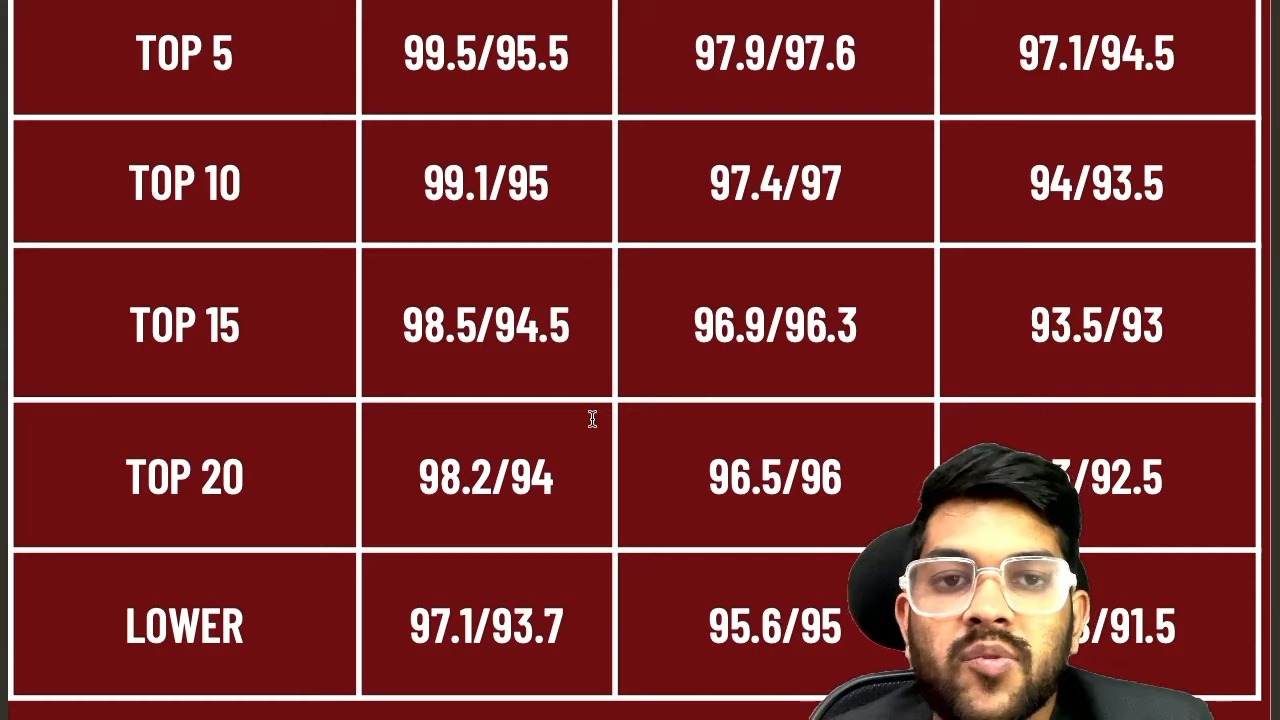 TOP 5 99.5/95.5 97.9/97.6 97.1/94.5
TOP 10 99.1/95 97.4/97 94/93.5
TOP 15 98.5/94.5 96.9/96.3 93.5/93
TOP 20 98.2/94 96.5/96 /92.5
LOWER 97.1/93.7 95.6/95 /91.5